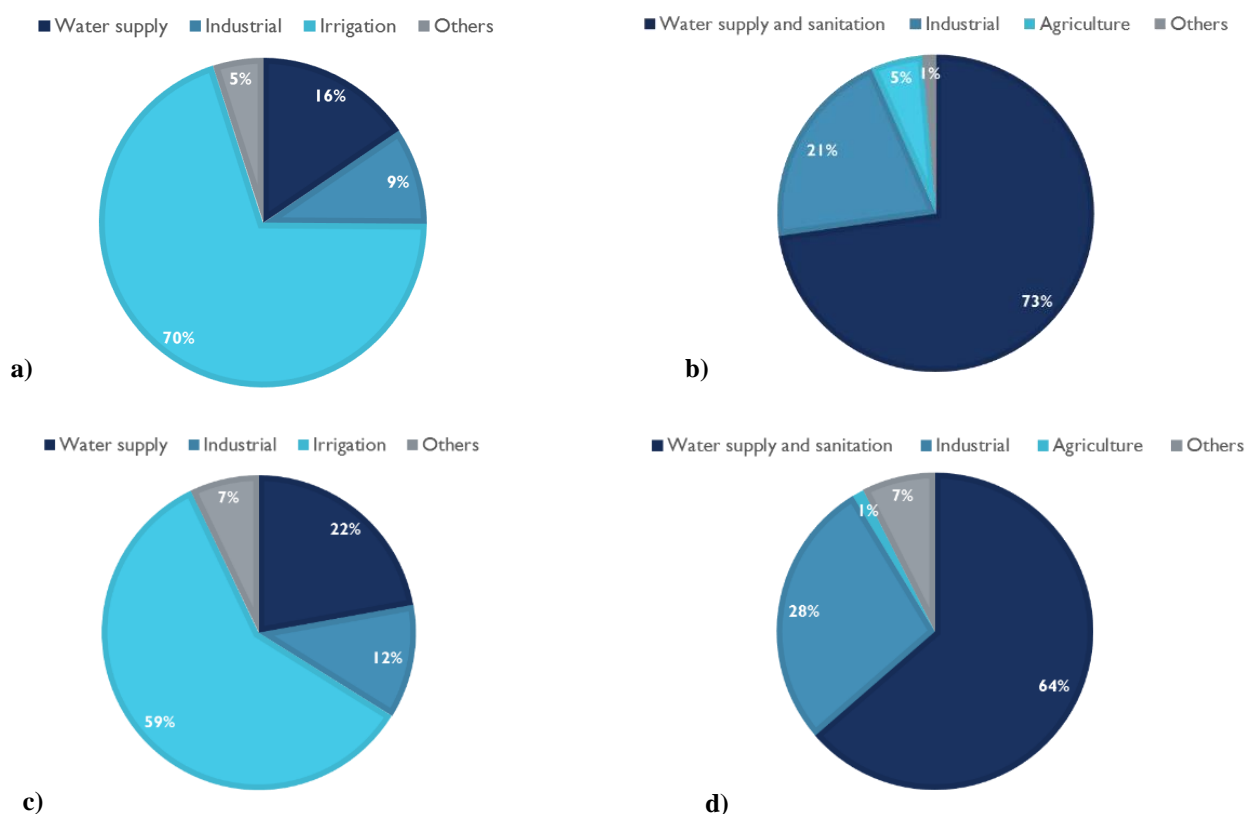 Water supply Industrial Irrigation Others
5%
16%
9%
70%
a)
Water supply and sanitation Industrial Agriculture Others
5% 1%
21%
73%
b)
Water supply Industrial Irrigation Others
7%
22%
12%
59%
c)
Water supply and sanitation Industrial Agriculture Others
7%
1%
28%
64%
d)